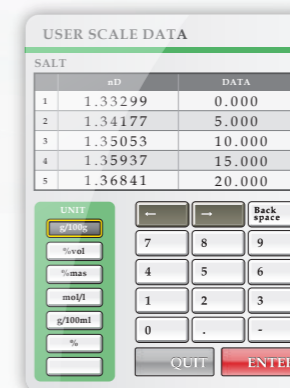 USER SCALE DATA
SALT
nD DATA
1 1.33299 0.000
2 1.34177 5.000
3 1.35053 10.000
4 1.35937 15.000
5 1.36841 20.000
UNIT
g/100g
%vol
%mas
mol/l
g/100ml
%
← → Back space
7 8 9
4 5 6
1 2 3
0 . -
QUIT ENTE